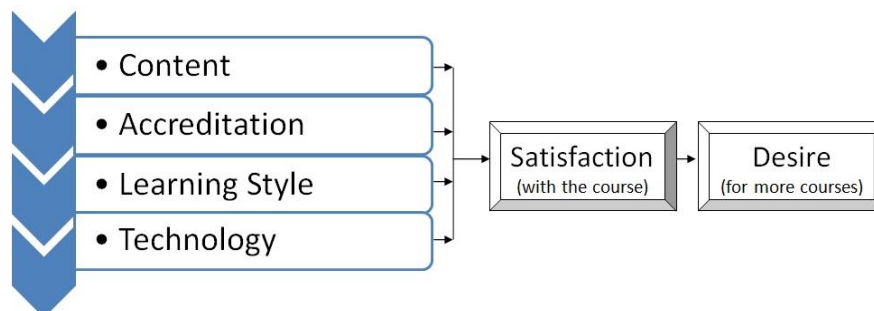 • Content
• Accreditation
• Learning Style
• Technology
Satisfaction
(with the course)
Desire
(for more courses)